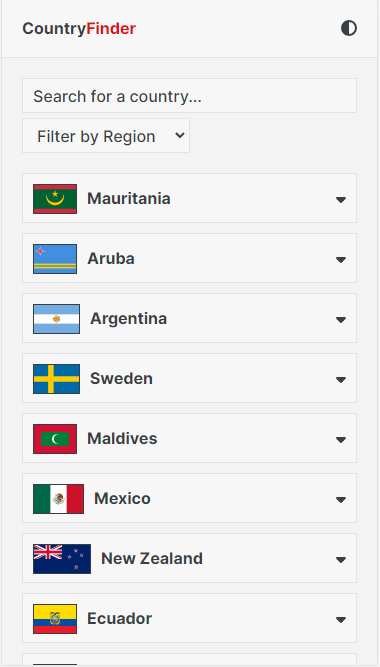 CountryFinder
Search for a country...
Filter by Region
Mauritania
Aruba
Argentina
Sweden
Maldives
Mexico
New Zealand
Ecuador